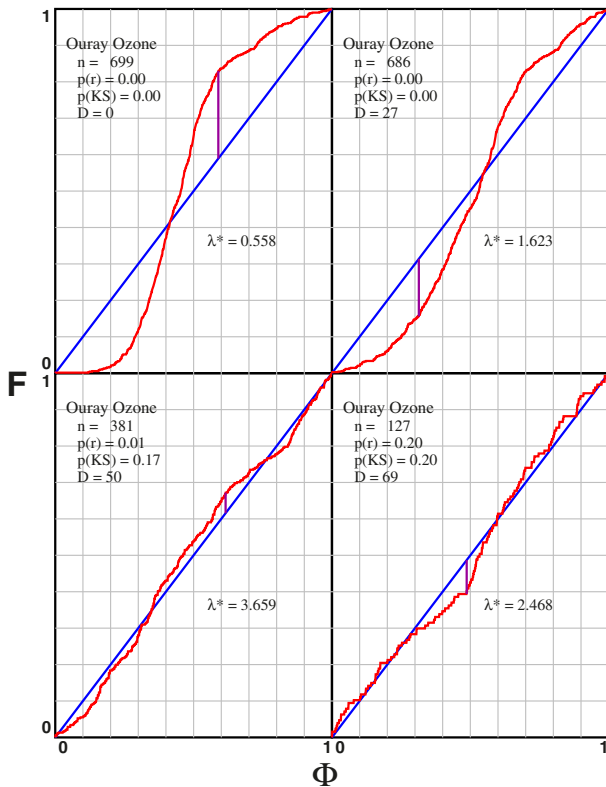 1
Ouray Ozone
n = 699
p(r) = 0.00
p(KS) = 0.00
D = 0
λ* = 0.558
Ouray Ozone
n = 686
p(r) = 0.00
p(KS) = 0.00
D = 27
λ* = 1.623
0
F
1
Ouray Ozone
n = 381
p(r) = 0.01
p(KS) = 0.17
D = 50
λ* = 3.659
Ouray Ozone
n = 127
p(r) = 0.20
p(KS) = 0.20
D = 69
λ* = 2.468
0
0 1 0 1
Φ